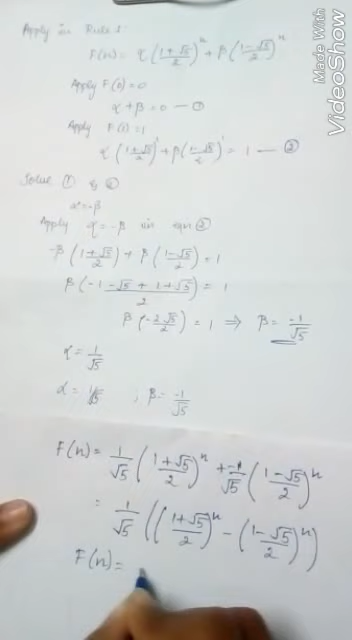 Apply in Rule 1
F(n) = α ((1+√5)/2)^n + β ((1-√5)/2)^n
Apply F(0) = 0
α + β = 0 — ①
Apply F(1) = 1
α ((1+√5)/2)^1 + β ((1-√5)/2)^1 = 1 — ②
Solve ① & ②
α = -β
Apply α = -β in eqn ②
-β ((1+√5)/2) + β ((1-√5)/2) = 1
β ((-1 - √5 + 1 + √5)/2) = 1
β (-2√5/2) = 1 ⇒ β = -1/√5
α = 1/√5
α = 1/√5 ; β = -1/√5
F(n) = 1/√5 ((1+√5)/2)^n + -1/√5 ((1-√5)/2)^n
= 1/√5 (((1+√5)/2)^n - ((1-√5)/2)^n)
F(n) =
Made With
VideoShow